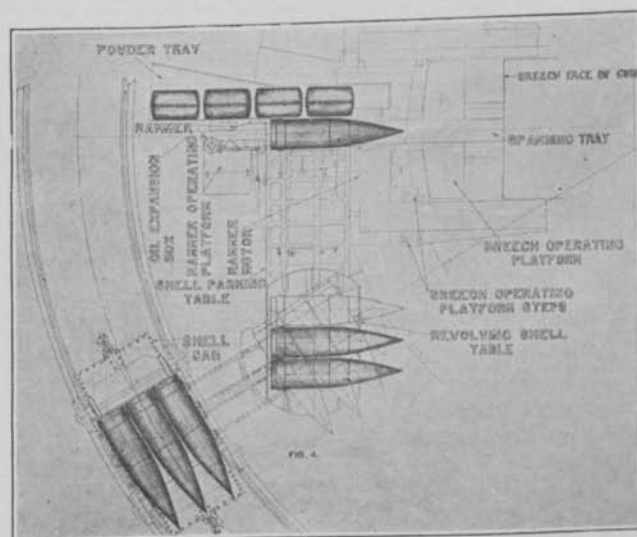 POWDER TRAY
BREECH FACE OF GUN
RAMMER
SPANNING TRAY
OIL EXPANSION
BOX
RAMMER OPERATING
PLATFORM
RAMMER
MOTOR
BREECH OPERATING
PLATFORM
SHELL PARKING
TABLE
BREECH OPERATING
PLATFORM STEPS
SHELL
CAR
REVOLVING SHELL
TABLE
FIG. 4.